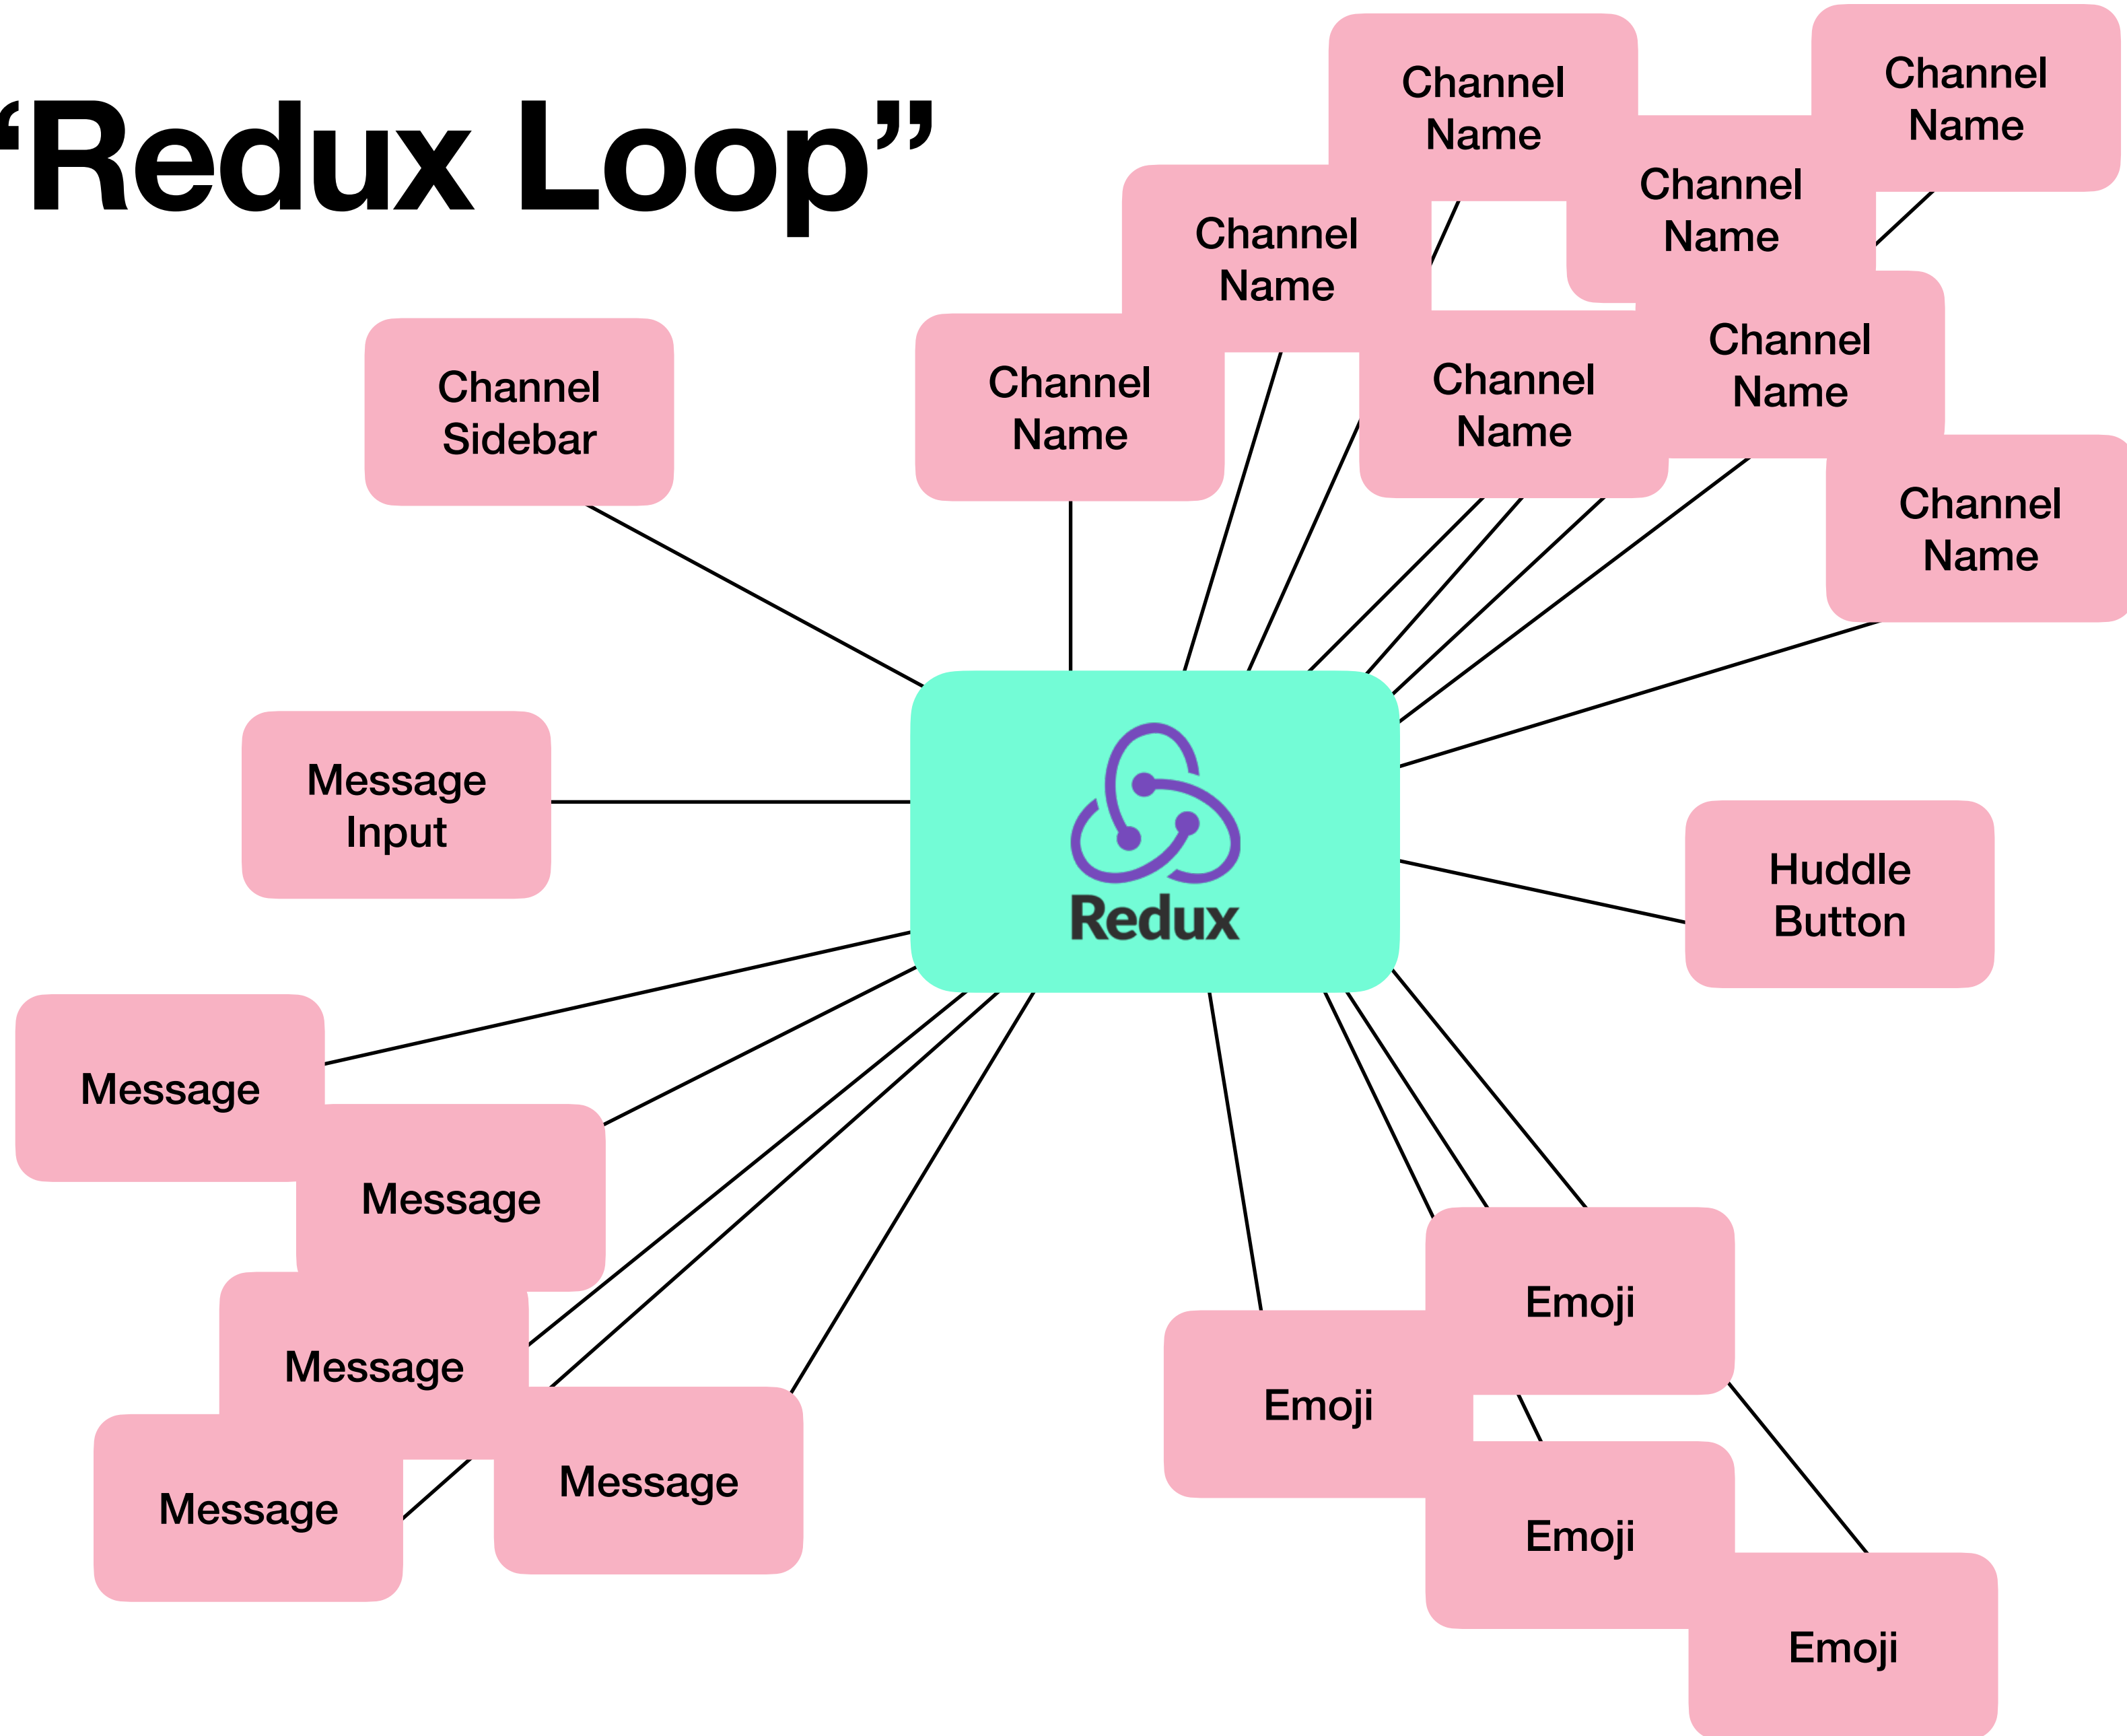 “Redux Loop”
Channel
Name
Channel
Name
Channel
Name
Channel
Name
Channel
Name
Channel
Name
Channel
Sidebar
Channel
Name
Channel
Name
Message
Input
Redux
Huddle
Button
Message
Message
Emoji
Message
Emoji
Message
Message
Emoji
Emoji